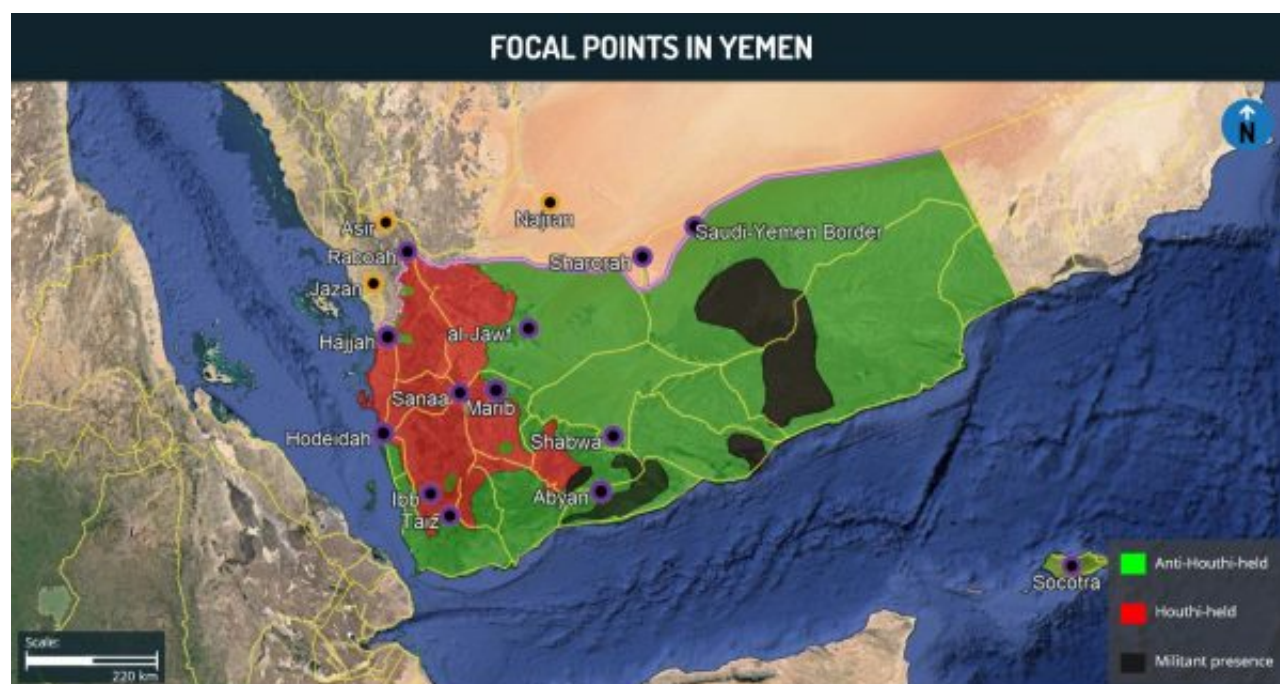 FOCAL POINTS IN YEMEN
N
Asir
Najran
Raboah
Saudi-Yemen Border
Sharorah
Jazan
Hajjah
al-Jawf
Sanaa
Marib
Hodeidah
Shabwa
Ibb
Abyan
Taiz
Socotra
Anti-Houthi-held
Houthi-held
Militant presence
Scale:
220 km